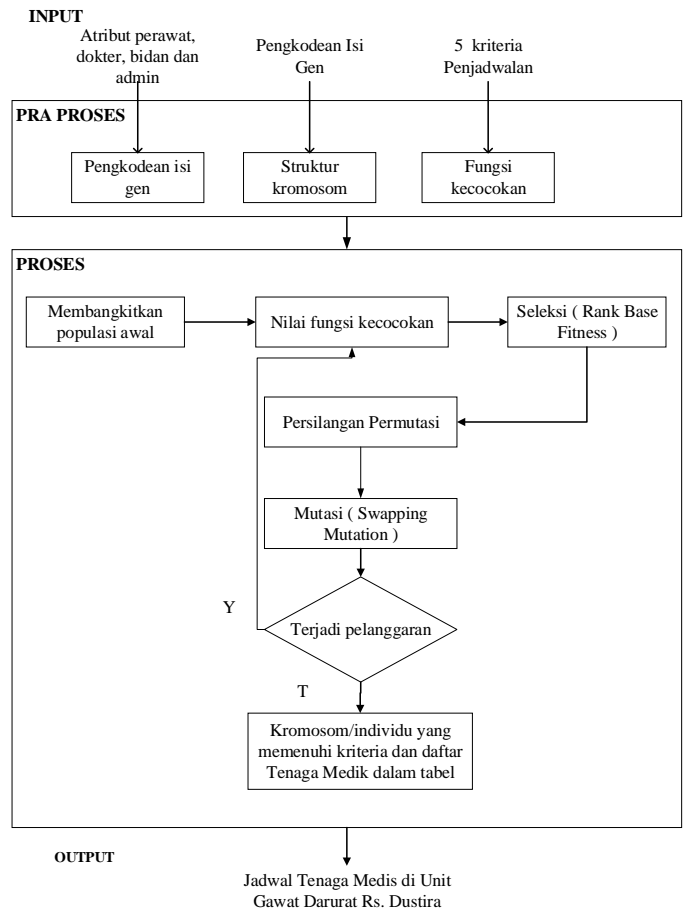 INPUT
Atribut perawat,
dokter, bidan dan
admin
Pengkodean Isi
Gen
5 kriteria
Penjadwalan
PRA PROSES
Pengkodean isi
gen
Struktur
kromosom
Fungsi
kecocokan
PROSES
Membangkitkan
populasi awal
Nilai fungsi kecocokan
Seleksi ( Rank Base
Fitness )
Persilangan Permutasi
Mutasi ( Swapping
Mutation )
Y
Terjadi pelanggaran
T
Kromosom/individu yang
memenuhi kriteria dan daftar
Tenaga Medik dalam tabel
OUTPUT
Jadwal Tenaga Medis di Unit
Gawat Darurat Rs. Dustira